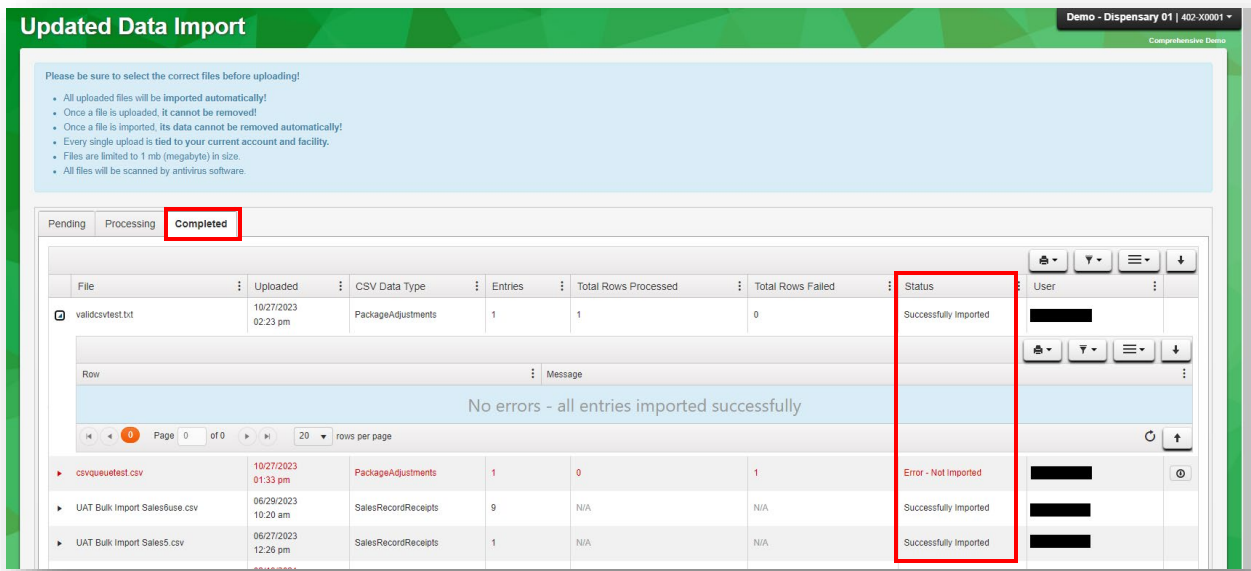 Updated Data Import
Demo - Dispensary 01 | 402-X0001
Comprehensive Demo
Please be sure to select the correct files before uploading!
All uploaded files will be imported automatically!
Once a file is uploaded, it cannot be removed!
Once a file is imported, its data cannot be removed automatically!
Every single upload is tied to your current account and facility.
Files are limited to 1 mb (megabyte) in size.
All files will be scanned by antivirus software.
Pending Processing Completed
File Uploaded CSV Data Type Entries Total Rows Processed Total Rows Failed Status User
validcsvtest.txt 10/27/2023 02:23 pm PackageAdjustments 1 1 0 Successfully Imported
Row Message
No errors - all entries imported successfully
0 Page 0 of 0 20 rows per page
csvqueuetest.csv 10/27/2023 01:33 pm PackageAdjustments 1 0 1 Error - Not Imported
UAT Bulk Import Sales6use.csv 06/29/2023 10:20 am SalesRecordReceipts 9 N/A N/A Successfully Imported
UAT Bulk Import Sales5.csv 06/27/2023 12:26 pm SalesRecordReceipts 1 N/A N/A Successfully Imported